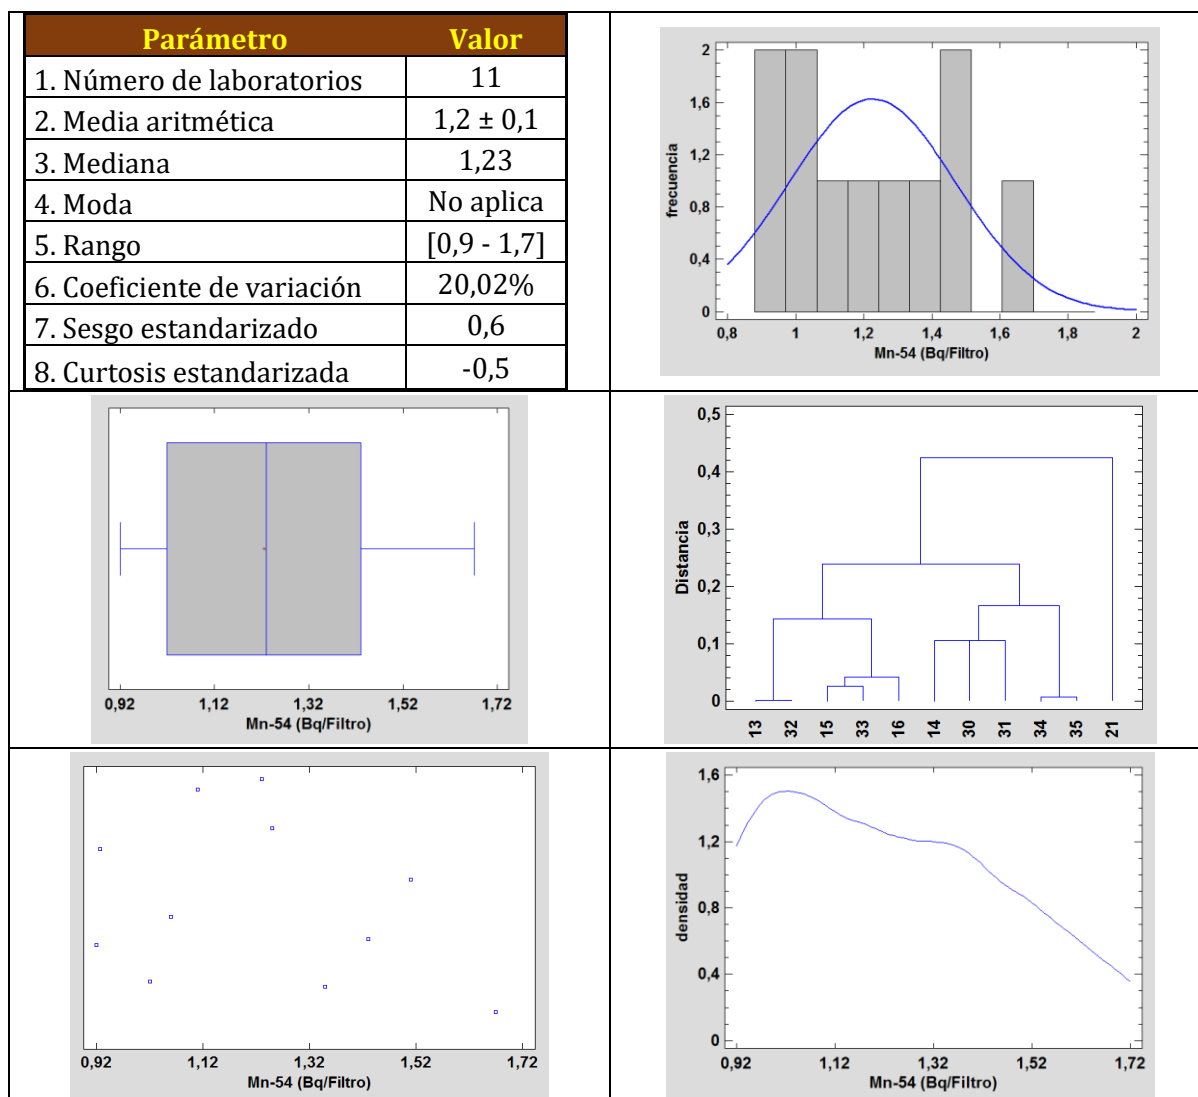 Parámetro Valor
1. Número de laboratorios 11
2. Media aritmética 1,2 ± 0,1
3. Mediana 1,23
4. Moda No aplica
5. Rango [0,9 - 1,7]
6. Coeficiente de variación 20,02%
7. Sesgo estandarizado 0,6
8. Curtosis estandarizada -0,5
frecuencia
2
1,6
1,2
0,8
0,4
0
0,8 1 1,2 1,4 1,6 1,8 2
Mn-54 (Bq/Filtro)
0,92 1,12 1,32 1,52 1,72
Mn-54 (Bq/Filtro)
Distancia
0,5
0,4
0,3
0,2
0,1
0
13 32 15 33 16 14 30 31 34 35 21
0,92 1,12 1,32 1,52 1,72
Mn-54 (Bq/Filtro)
densidad
1,6
1,2
0,8
0,4
0
0,92 1,12 1,32 1,52 1,72
Mn-54 (Bq/Filtro)